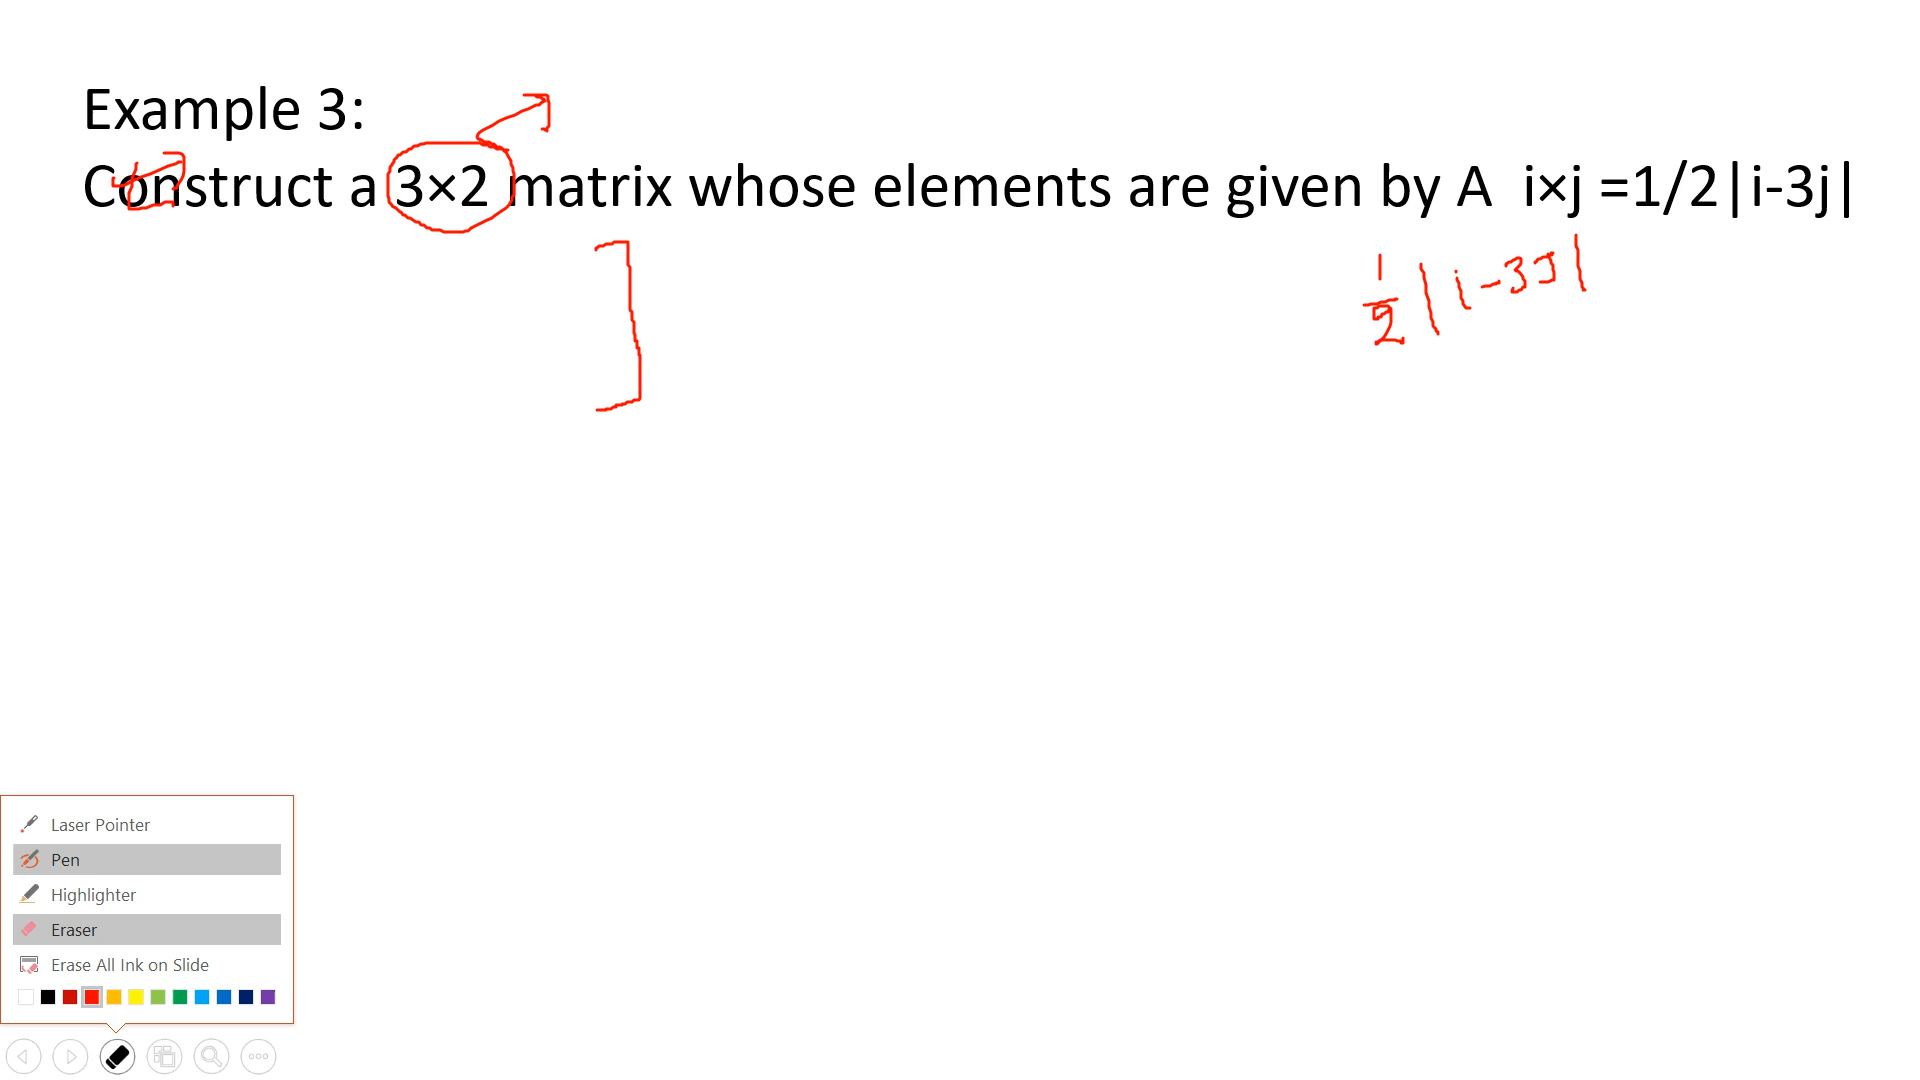 Example 3:
Construct a 3×2 matrix whose elements are given by A i×j =1/2|i-3j|
1/2 |i-3J|
Laser Pointer
Pen
Highlighter
Eraser
Erase All Ink on Slide